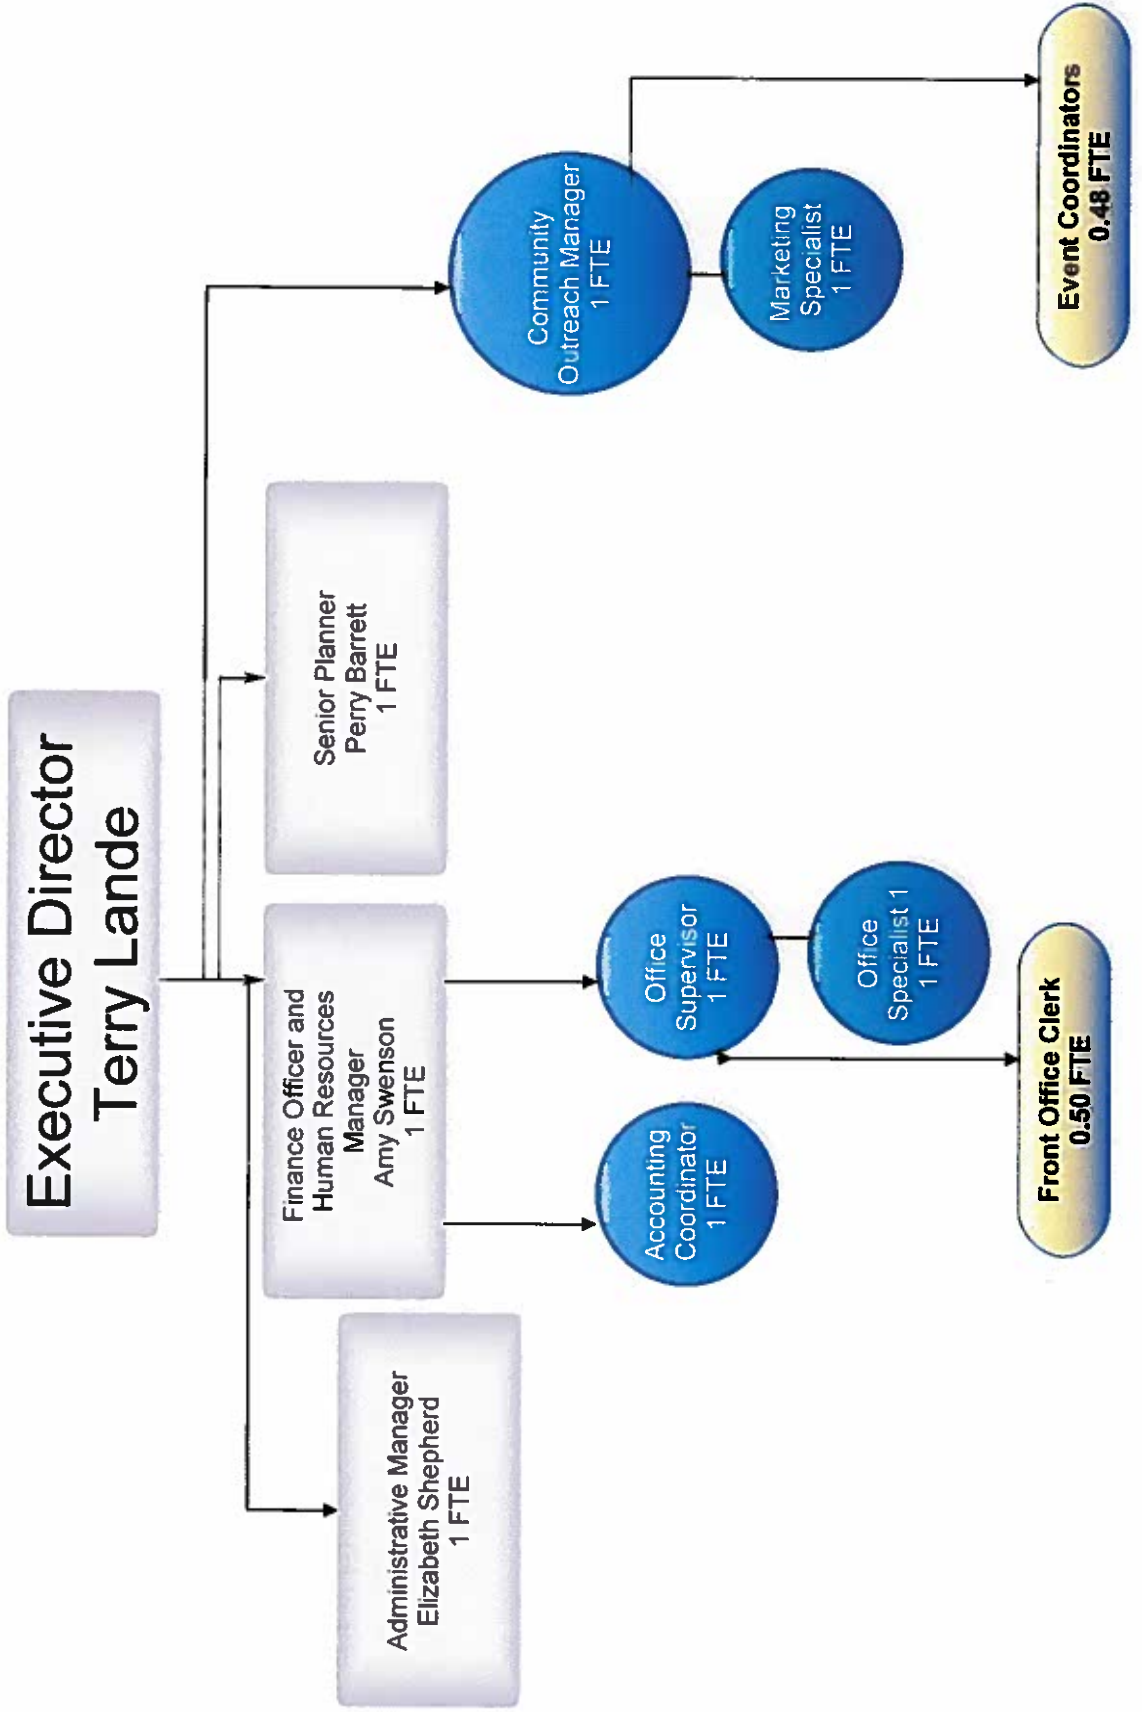 Executive Director
Terry Lande
Administrative Manager
Elizabeth Shepherd
1 FTE
Finance Officer and
Human Resources
Manager
Amy Swenson
1 FTE
Senior Planner
Perry Barrett
1 FTE
Community
Outreach Manager
1 FTE
Accounting
Coordinator
1 FTE
Office
Supervisor
1 FTE
Marketing
Specialist
1 FTE
Office
Specialist 1
1 FTE
Front Office Clerk
0.50 FTE
Event Coordinators
0.48 FTE